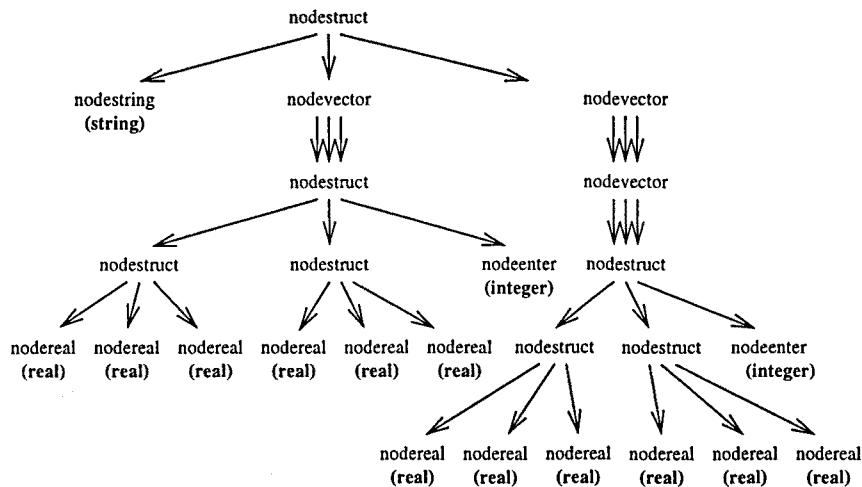 nodestruct
nodestring nodevector nodevector
(string)
nodestruct nodevector
nodestruct nodestruct nodeenter nodestruct
(integer)
nodereal nodereal nodereal nodereal nodereal nodereal nodestruct nodestruct nodeenter
(real) (real) (real) (real) (real) (real) (integer)
nodereal nodereal nodereal nodereal nodereal nodereal
(real) (real) (real) (real) (real) (real)